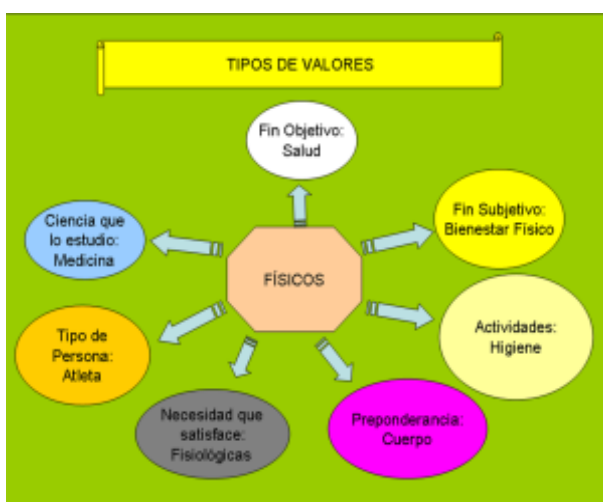 TIPOS DE VALORES
Fin Objetivo:
Salud
Fin Subjetivo:
Bienestar Físico
Ciencia que
lo estudio:
Medicina
FÍSICOS
Actividades:
Higiene
Tipo de
Persona:
Atleta
Necesidad que
satisface:
Fisiológicas
Preponderancia:
Cuerpo